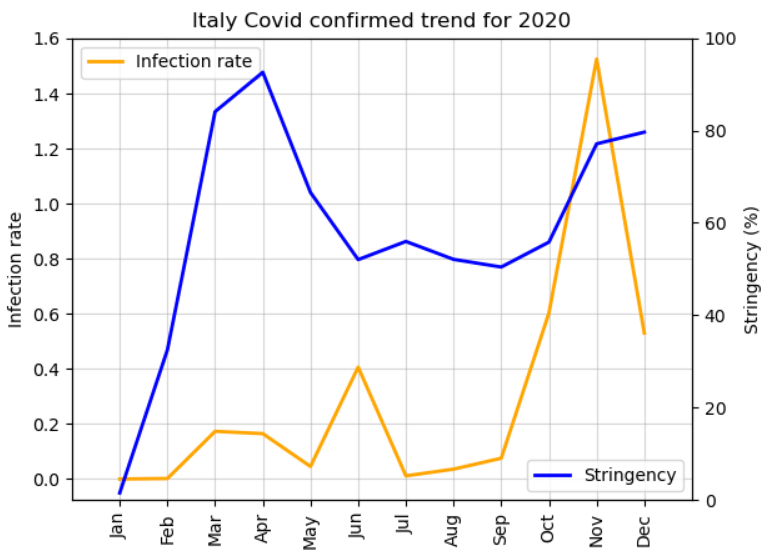 Italy Covid confirmed trend for 2020
Infection rate
1.6
1.4
1.2
1.0
0.8
0.6
0.4
0.2
0.0
Infection rate
100
80
60
40
20
0
Stringency (%)
Stringency
Jan
Feb
Mar
Apr
May
Jun
Jul
Aug
Sep
Oct
Nov
Dec